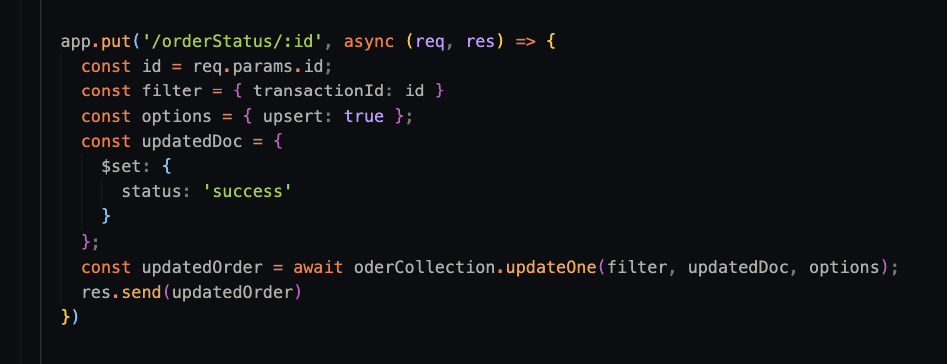 app.put('/orderStatus/:id', async (req, res) => {
  const id = req.params.id;
  const filter = { transactionId: id }
  const options = { upsert: true };
  const updatedDoc = {
    $set: {
      status: 'success'
    }
  };
  const updatedOrder = await oderCollection.updateOne(filter, updatedDoc, options);
  res.send(updatedOrder)
})